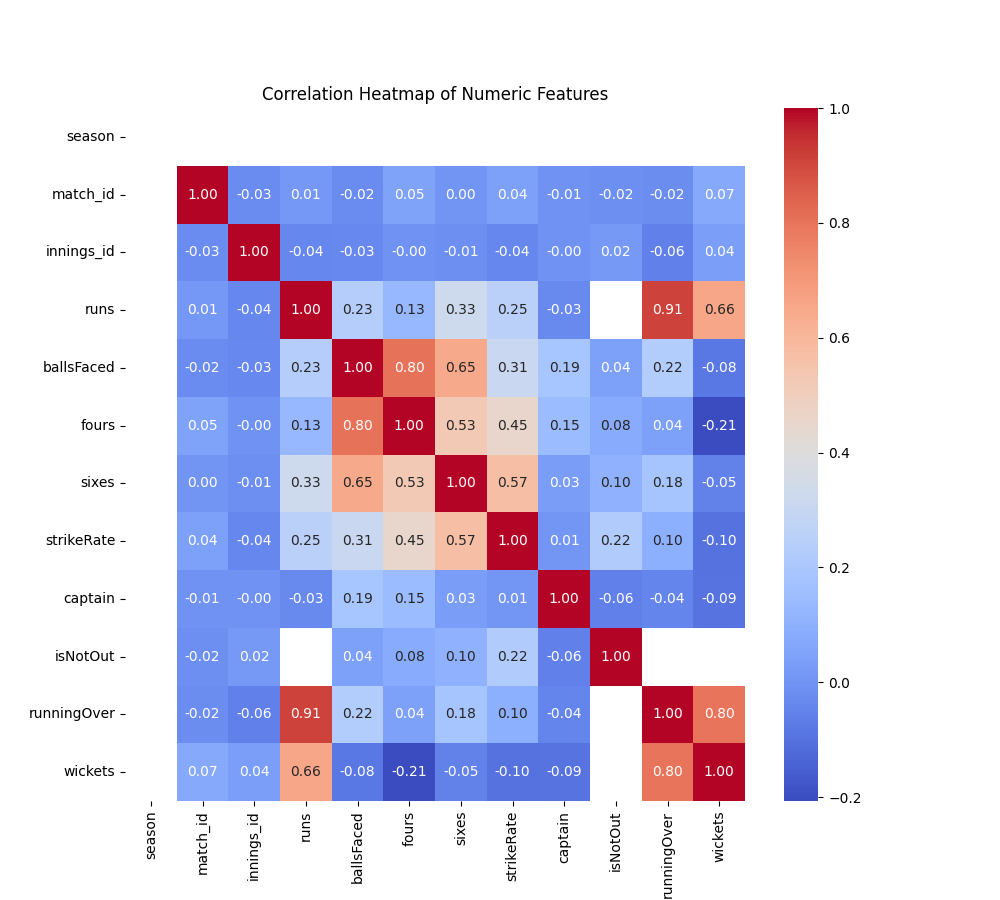 Correlation Heatmap of Numeric Features
season
match_id 1.00 -0.03 0.01 -0.02 0.05 0.00 0.04 -0.01 -0.02 -0.02 0.07
innings_id -0.03 1.00 -0.04 -0.03 -0.00 -0.01 -0.04 -0.00 0.02 -0.06 0.04
runs 0.01 -0.04 1.00 0.23 0.13 0.33 0.25 -0.03 0.91 0.66
ballsFaced -0.02 -0.03 0.23 1.00 0.80 0.65 0.31 0.19 0.04 0.22 -0.08
fours 0.05 -0.00 0.13 0.80 1.00 0.53 0.45 0.15 0.08 0.04 -0.21
sixes 0.00 -0.01 0.33 0.65 0.53 1.00 0.57 0.03 0.10 0.18 -0.05
strikeRate 0.04 -0.04 0.25 0.31 0.45 0.57 1.00 0.01 0.22 0.10 -0.10
captain -0.01 -0.00 -0.03 0.19 0.15 0.03 0.01 1.00 -0.06 -0.04 -0.09
isNotOut -0.02 0.02 0.04 0.08 0.10 0.22 -0.06 1.00
runningOver -0.02 -0.06 0.91 0.22 0.04 0.18 0.10 -0.04 1.00 0.80
wickets 0.07 0.04 0.66 -0.08 -0.21 -0.05 -0.10 -0.09 0.80 1.00
season match_id innings_id runs ballsFaced fours sixes strikeRate captain isNotOut runningOver wickets
1.0
0.8
0.6
0.4
0.2
0.0
−0.2